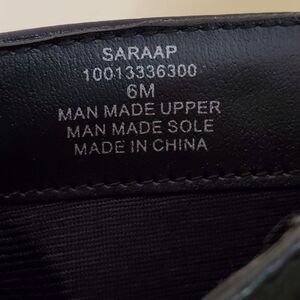 SARAAP
10013336300
6M
MAN MADE UPPER
MAN MADE SOLE
MADE IN CHINA